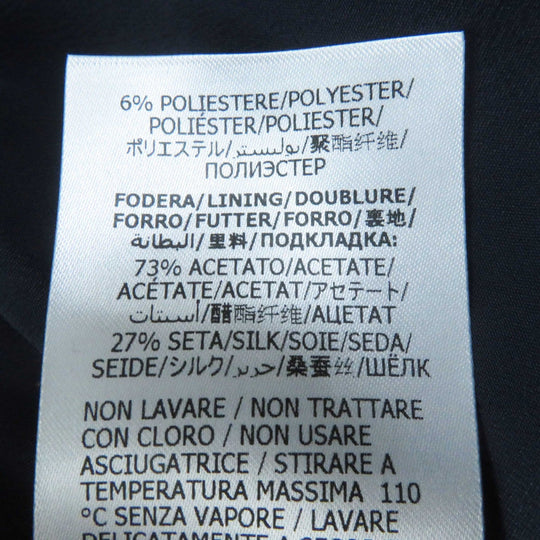 6% POLIESTERE/POLYESTER/
POLIÉSTER/POLIESTER/
ポリエステル/بوليستر/聚酯纤维/
ПОЛИЭСТЕР
FODERA/LINING/DOUBLURE/
FORRO/FUTTER/FORRO/裏地/
البطانة/里料/ПОДКЛАДКА:
73% ACETATO/ACETATE/
ACÉTATE/ACETAT/アセテート/
أسيتات/醋酯纤维/АЦЕТАТ
27% SETA/SILK/SOIE/SEDA/
SEIDE/シルク/حرير/桑蚕丝/ШЁЛК
NON LAVARE / NON TRATTARE
CON CLORO / NON USARE
ASCIUGATRICE / STIRARE A
TEMPERATURA MASSIMA 110
°C SENZA VAPORE / LAVARE
DELICATAMENTE A SECCO